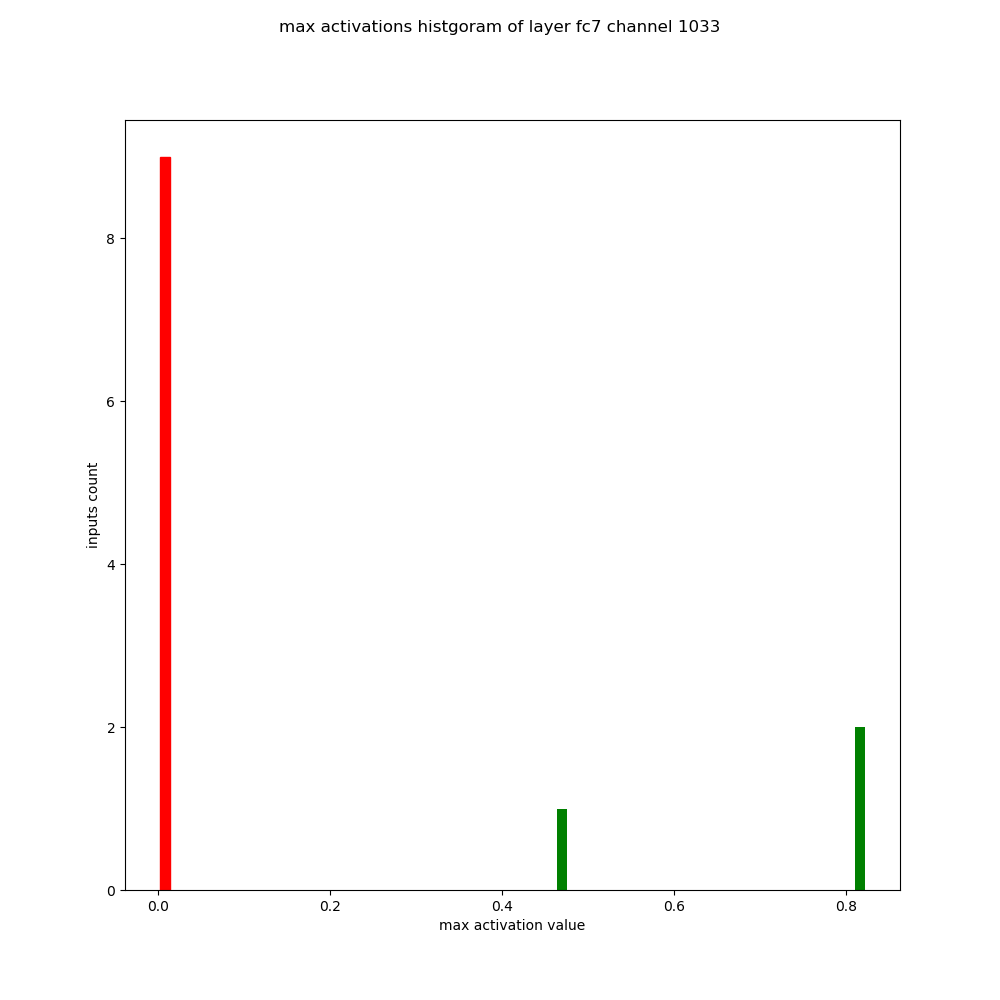 max activations histgoram of layer fc7 channel 1033
inputs count
8
6
4
2
0
0.0 0.2 0.4 0.6 0.8
max activation value